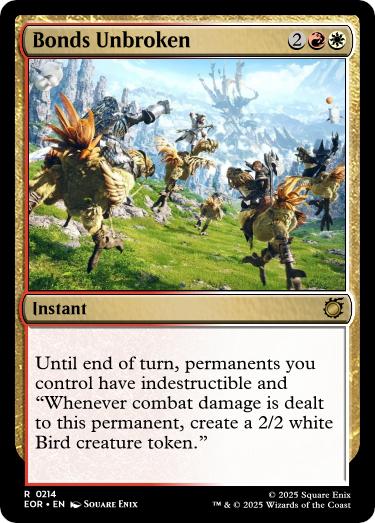 Bonds Unbroken 2
Instant
Until end of turn, permanents you
control have indestructible and
“Whenever combat damage is dealt
to this permanent, create a 2/2 white
Bird creature token.”
R 0214 © 2025 Square Enix
EOR • EN SQUARE ENIX ™ & © 2025 Wizards of the Coast